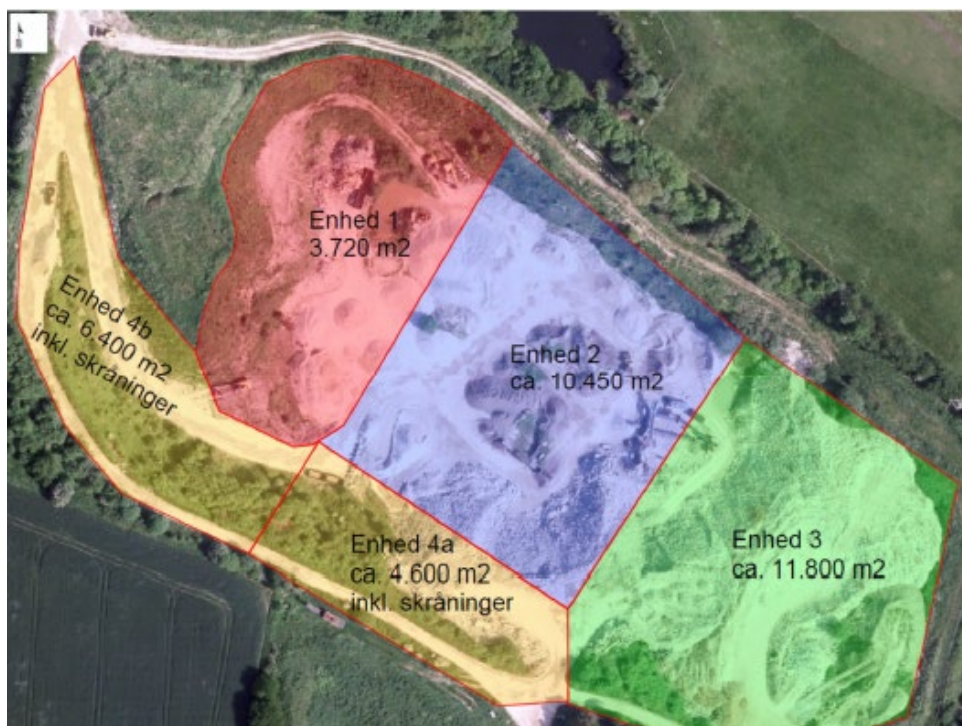 Enhed 1
3.720 m2
Enhed 4b
ca. 6.400 m2
inkl. skråninger
Enhed 2
ca. 10.450 m2
Enhed 4a
ca. 4.600 m2
inkl. skråninger
Enhed 3
ca. 11.800 m2